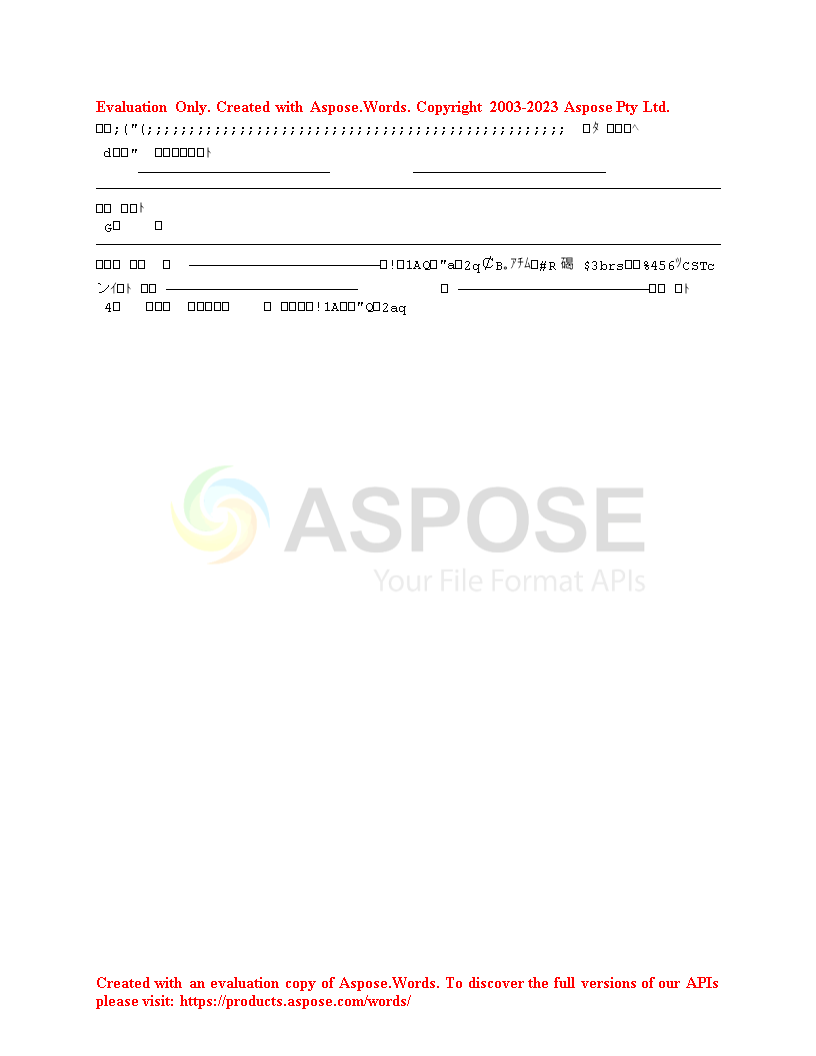 Evaluation Only. Created with Aspose.Words. Copyright 2003-2023 Aspose Pty Ltd.
□□;("(;;;;;;;;;;;;;;;;;;;;;;;;;;;;;;;;;;;;;;;;;;;;;;;;;; □ﾀ □□□ﾍ
d□□" □□□□□□ﾄ
□□ □□ﾄ
G□ □
□□□ □□ □ □!□1AQ□"a□2q₡B｡ｱﾁﾑ□#R碣 $3brs□□%456ﾂCSTc
ンイ□ﾄ □□ □ □□ □ﾄ
4□ □□□ □□□□□ □ □□□□!1A□□"Q□2aq
ASPOSE
Your File Format APIs
Created with an evaluation copy of Aspose.Words. To discover the full versions of our APIs
please visit: https://products.aspose.com/words/